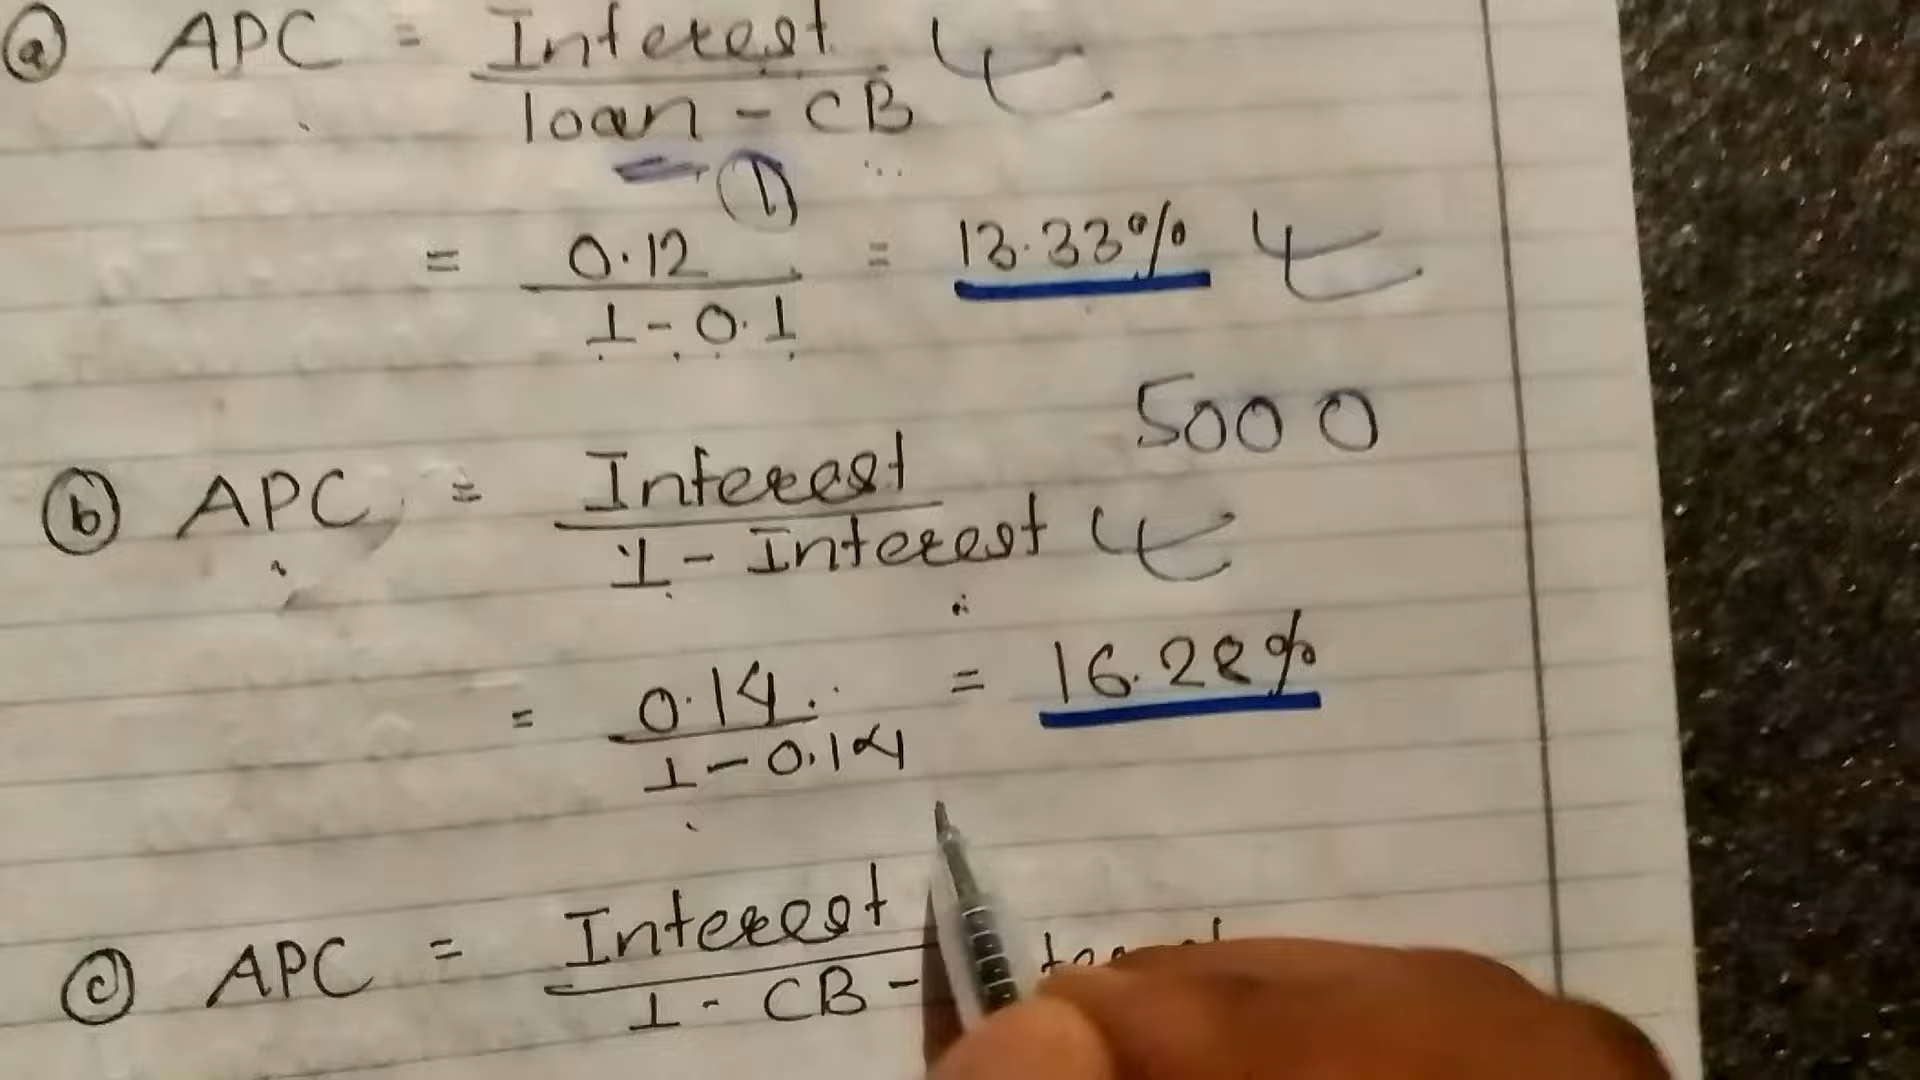 a) APC = Interest / loan - CB
1
= 0.12 / 1 - 0.1 = 13.33%
5000
b) APC = Interest / 1 - Interest
= 0.14 / 1 - 0.14 = 16.28%
c) APC = Interest / 1 - CB -